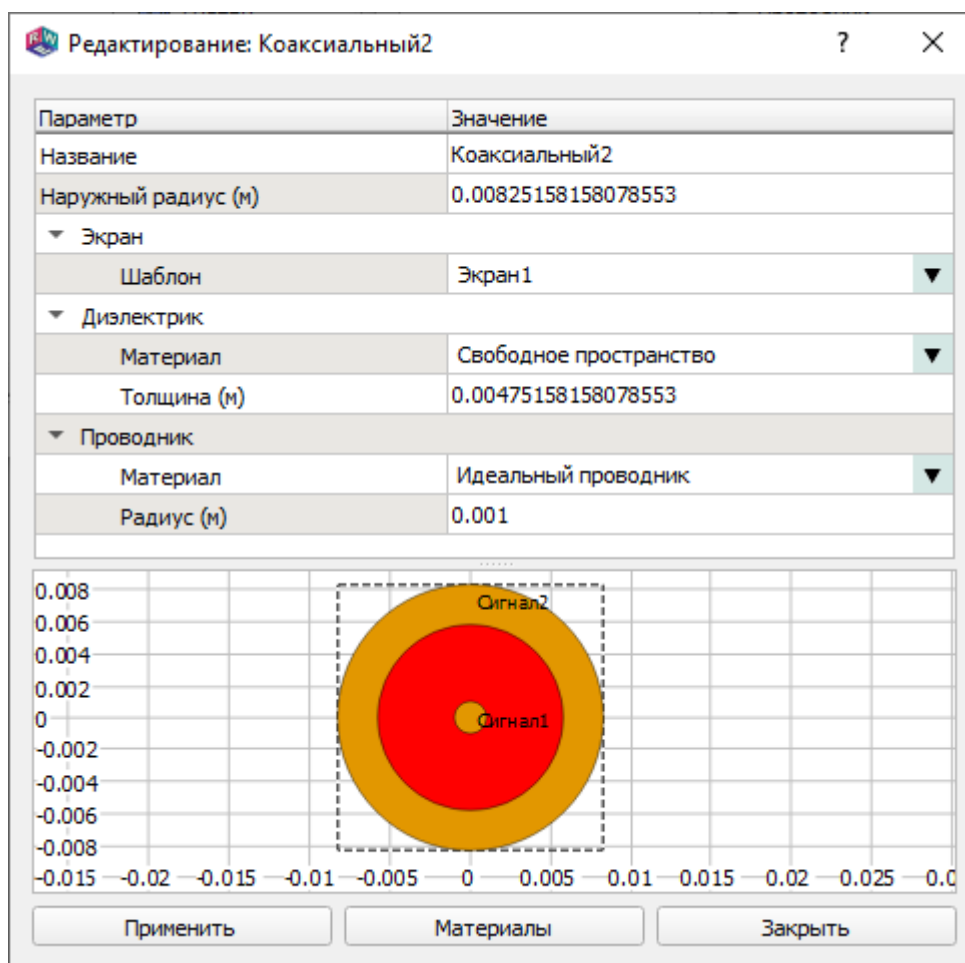 Редактирование: Коаксиальный2
?
Параметр Значение
Название Коаксиальный2
Наружный радиус (м) 0.00825158158078553
Экран
Шаблон Экран1
Диэлектрик
Материал Свободное пространство
Толщина (м) 0.00475158158078553
Проводник
Материал Идеальный проводник
Радиус (м) 0.001
0.008
Сигнал2
0.006
0.004
0.002
0
Сигнал1
-0.002
-0.004
-0.006
-0.008
-0.015 -0.02 -0.015 -0.01 -0.005 0 0.005 0.01 0.015 0.02 0.025 0.0
Применить Материалы Закрыть